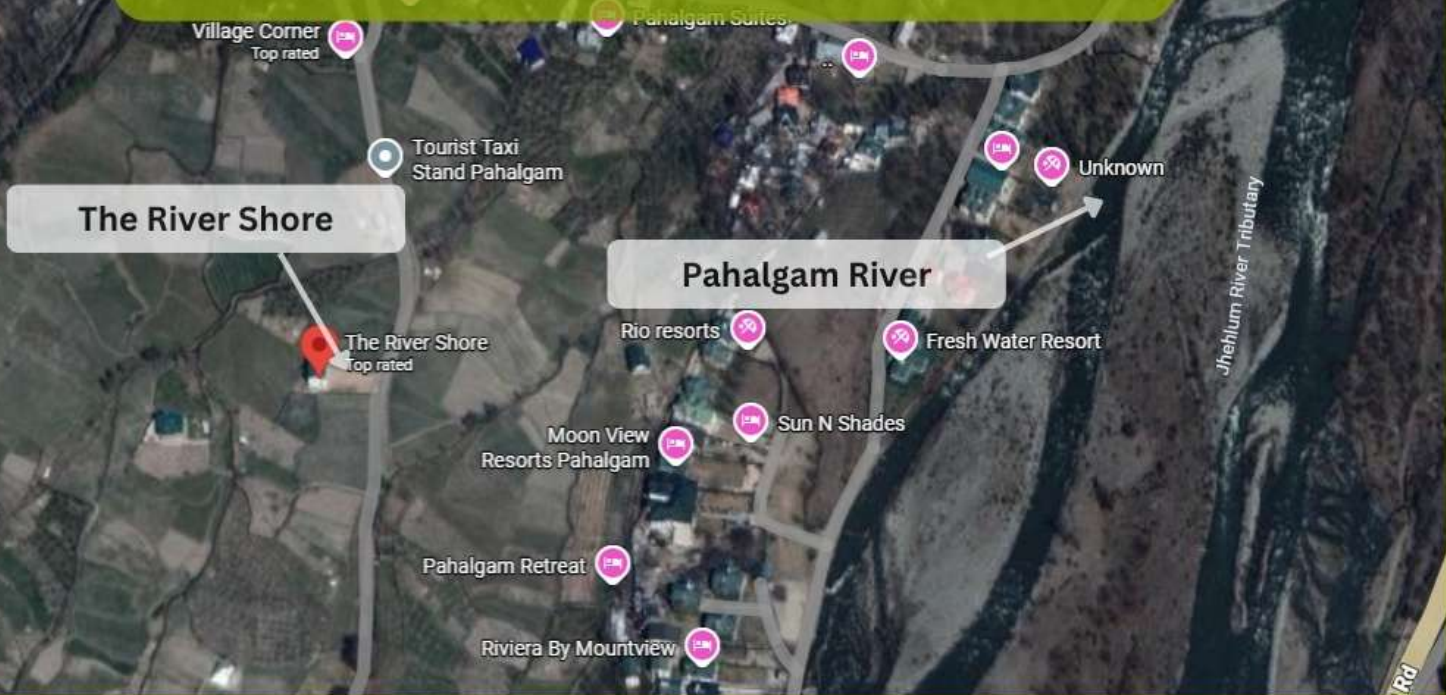 Pahalgam Suites
Village Corner
Top rated
Tourist Taxi
Stand Pahalgam
Unknown
The River Shore
Pahalgam River
Jhehlum River Tributary
Rio resorts
The River Shore
Top rated
Fresh Water Resort
Sun N Shades
Moon View
Resorts Pahalgam
Pahalgam Retreat
Riviera By Mountview
Rd